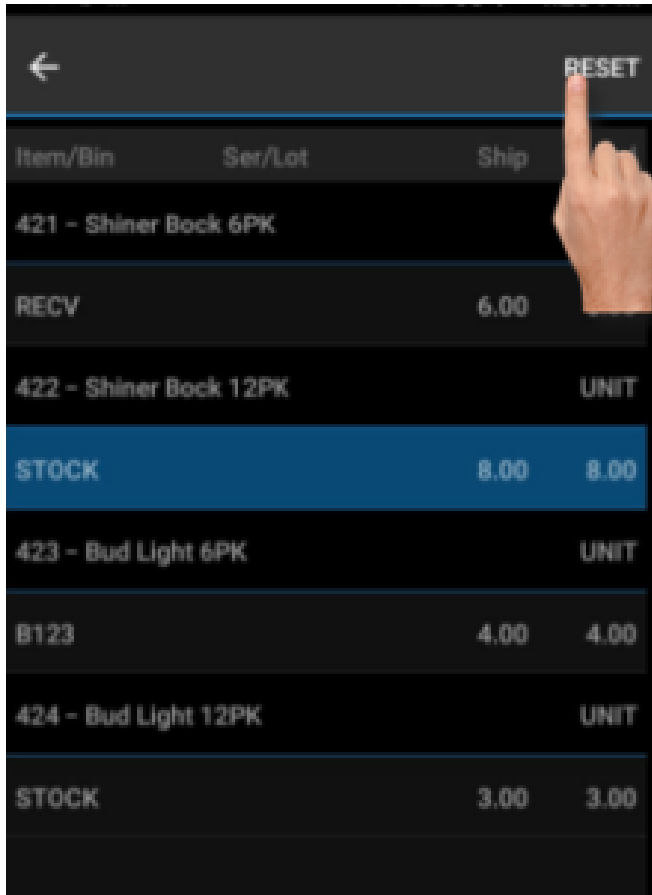 RESET
Item/Bin Ser/Lot Ship
421 – Shiner Bock 6PK
RECV 6.00
422 – Shiner Bock 12PK UNIT
STOCK 8.00 8.00
423 – Bud Light 6PK UNIT
B123 4.00 4.00
424 – Bud Light 12PK UNIT
STOCK 3.00 3.00